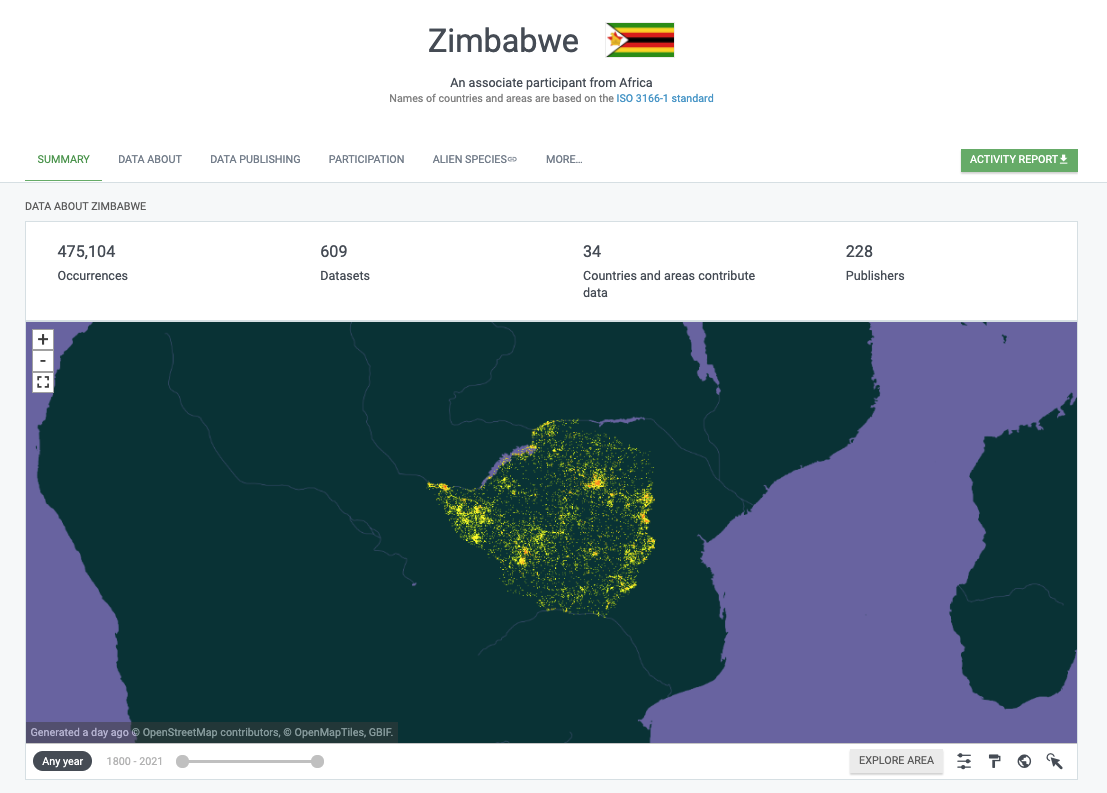 Zimbabwe
An associate participant from Africa
Names of countries and areas are based on the ISO 3166-1 standard
SUMMARY DATA ABOUT DATA PUBLISHING PARTICIPATION ALIEN SPECIES MORE... ACTIVITY REPORT
DATA ABOUT ZIMBABWE
475,104 609 34 228
Occurrences Datasets Countries and areas contribute Publishers
data
+
-
Generated a day ago © OpenStreetMap contributors, © OpenMapTiles, GBIF.
Any year 1800 - 2021 EXPLORE AREA